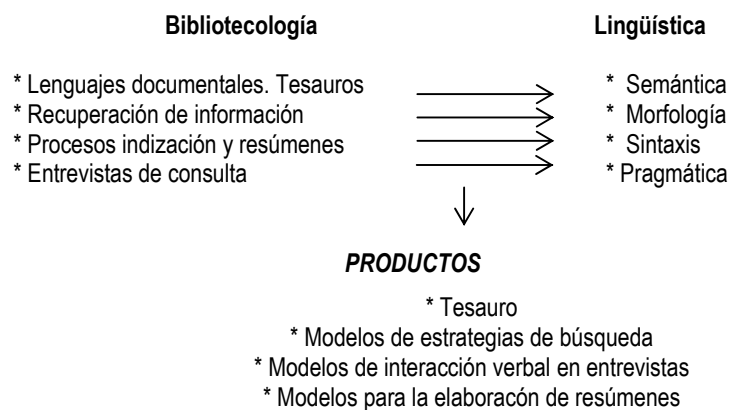 Bibliotecología Lingüística
* Lenguajes documentales. Tesauros * Semántica
* Recuperación de información * Morfología
* Procesos indización y resúmenes * Sintaxis
* Entrevistas de consulta * Pragmática
PRODUCTOS
* Tesauro
* Modelos de estrategias de búsqueda
* Modelos de interacción verbal en entrevistas
* Modelos para la elaboracón de resúmenes